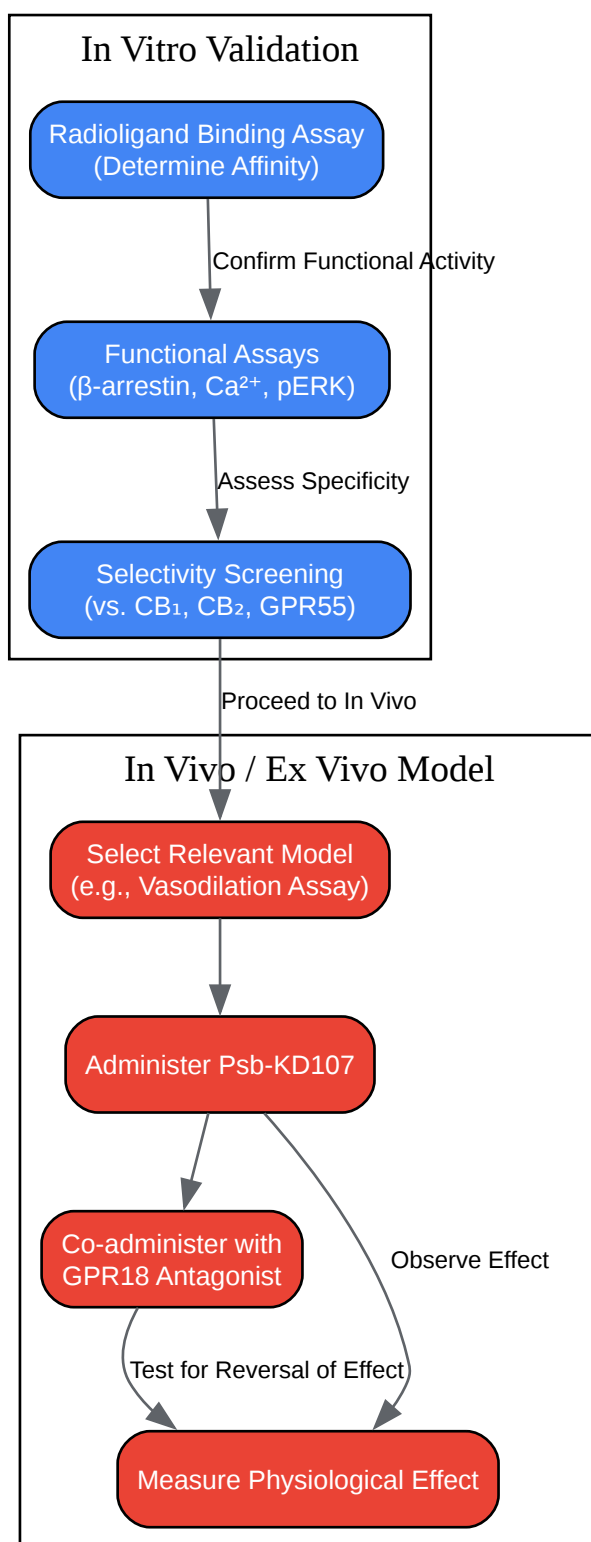 In Vitro Validation
Radioligand Binding Assay
(Determine Affinity)
Confirm Functional Activity
Functional Assays
(β-arrestin, Ca²⁺, pERK)
Assess Specificity
Selectivity Screening
(vs. CB₁, CB₂, GPR55)
Proceed to In Vivo
In Vivo / Ex Vivo Model
Select Relevant Model
(e.g., Vasodilation Assay)
Administer Psb-KD107
Co-administer with
GPR18 Antagonist
Observe Effect
Test for Reversal of Effect
Measure Physiological Effect